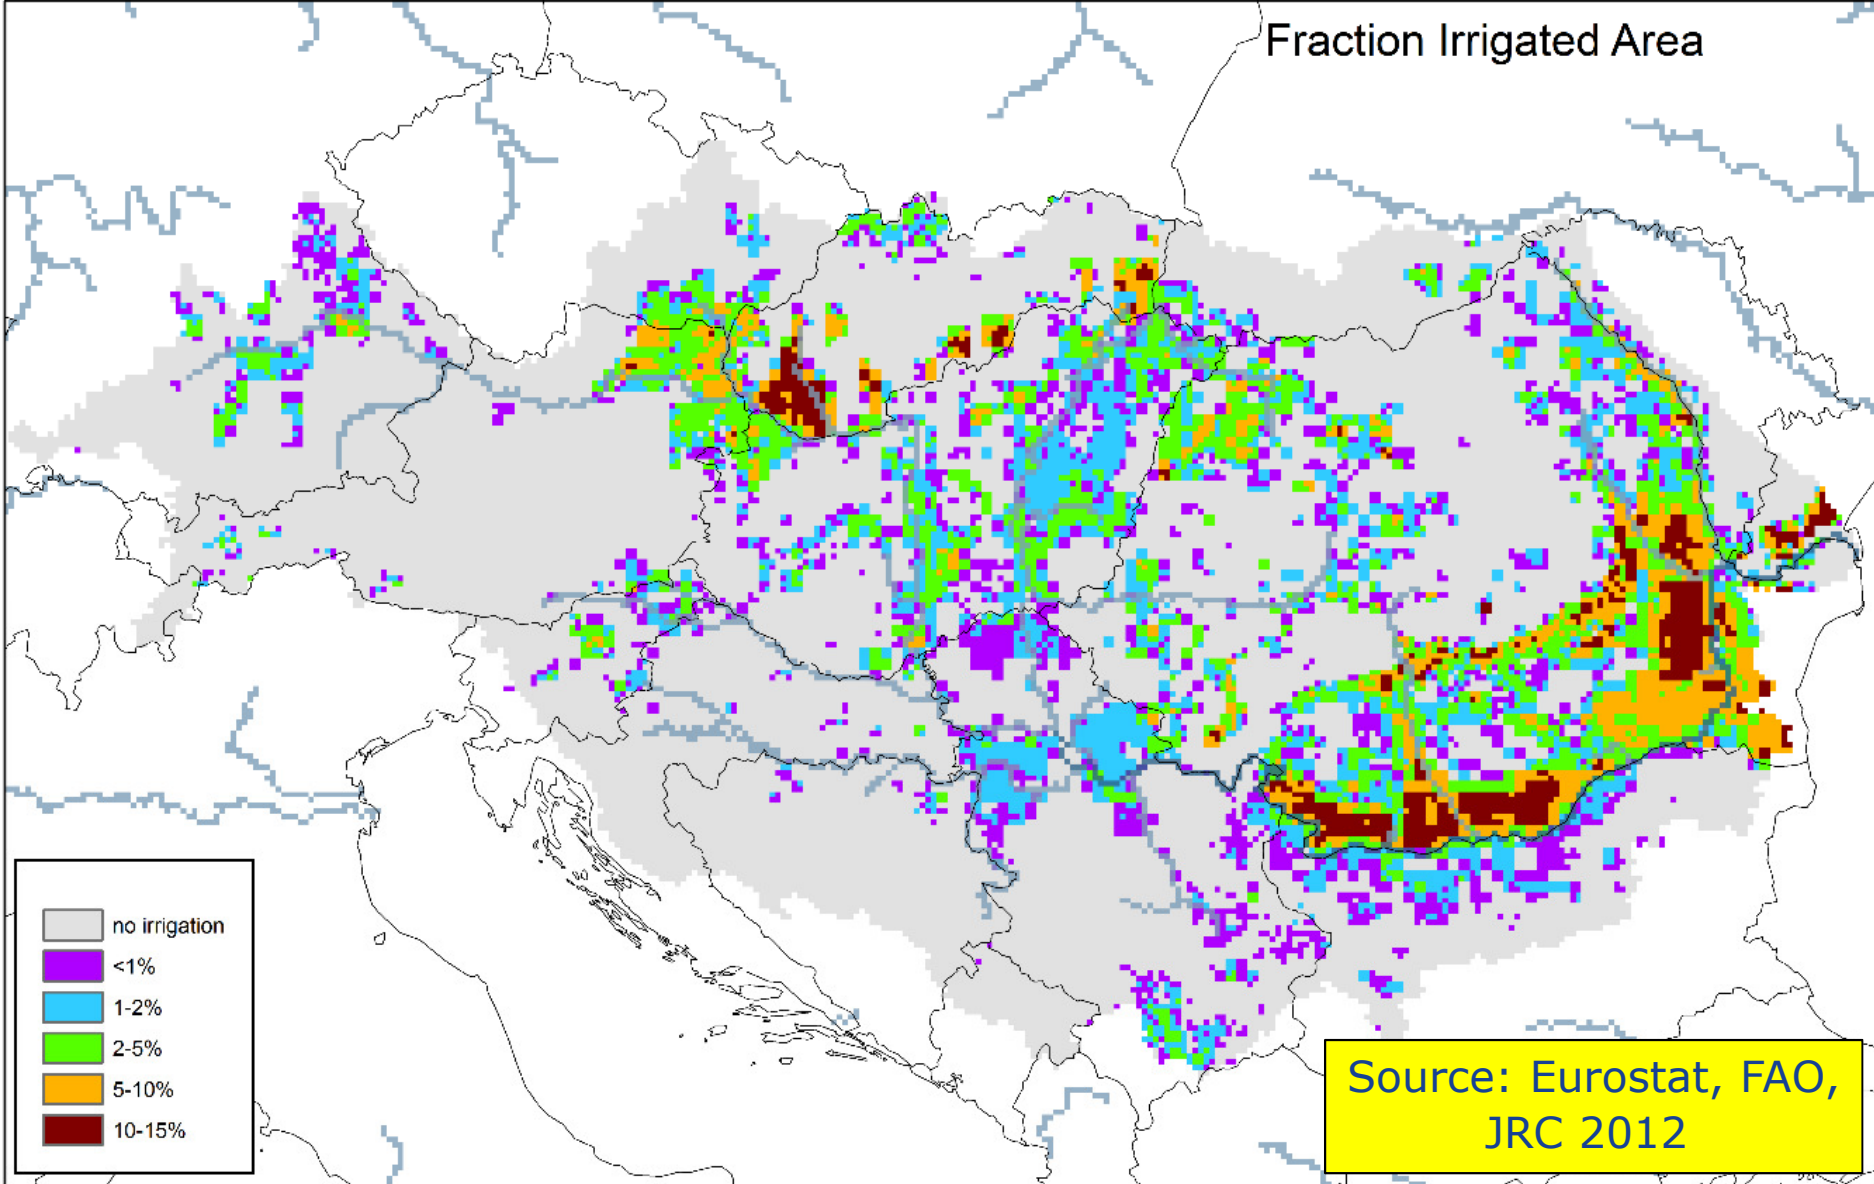 Fraction Irrigated Area
no irrigation
<1%
1-2%
2-5%
5-10%
10-15%
Source: Eurostat, FAO,
JRC 2012